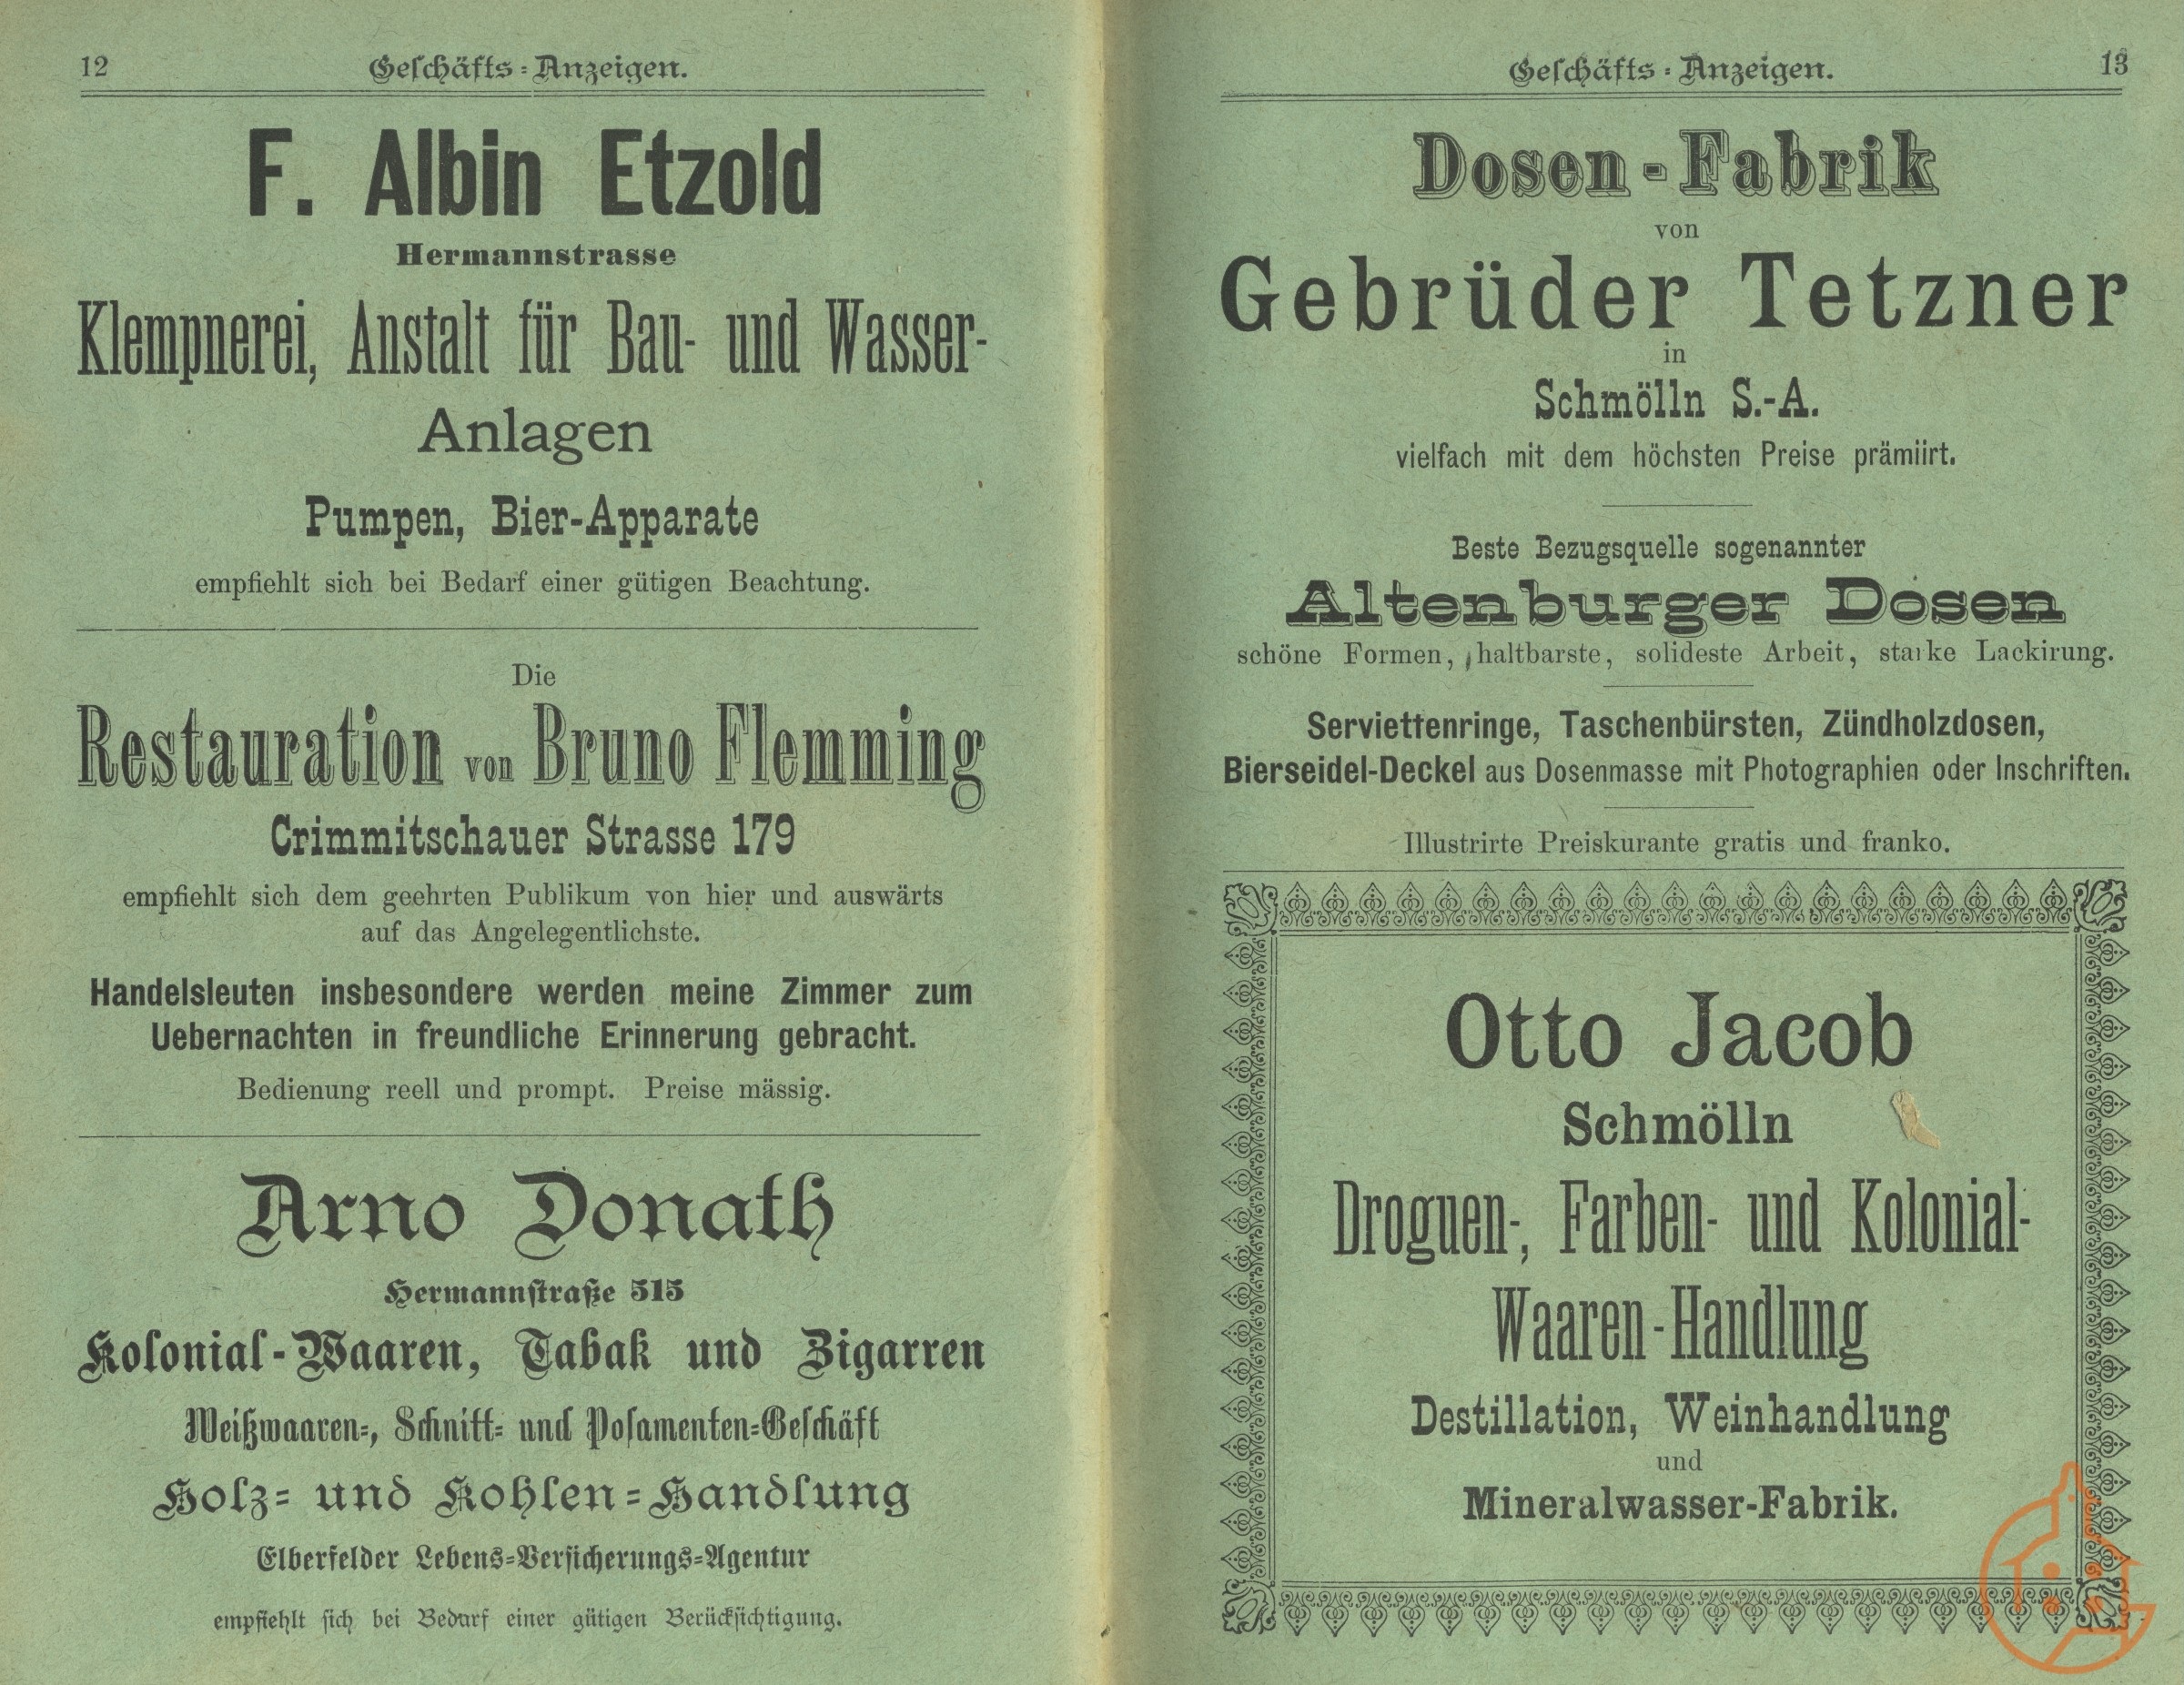 12
Geschäfts-Anzeigen.
F. Albin Etzold
Hermannstrasse
Klempnerei, Anstalt für Bau- und Wasser-
Anlagen
Pumpen, Bier-Apparate
empfiehlt sich bei Bedarf einer gütigen Beachtung.
Die
Restauration von Bruno Flemming
Crimmitschauer Strasse 179
empfiehlt sich dem geehrten Publikum von hier und auswärts
auf das Angelegentlichste.
Handelsleuten insbesondere werden meine Zimmer zum
Uebernachten in freundliche Erinnerung gebracht.
Bedienung reell und prompt. Preise mässig.
Arno Donath
Hermannstraße 515
Kolonial-Waaren, Tabak und Zigarren
Weißwaaren-, Schnitt- und Posamenten-Geschäft
Holz- und Kohlen-Handlung
Elberfelder Lebens-Versicherungs-Agentur
empfiehlt sich bei Bedarf einer gütigen Berücksichtigung.
Geschäfts-Anzeigen.
13
Dosen-Fabrik
von
Gebrüder Tetzner
in
Schmölln S.-A.
vielfach mit dem höchsten Preise prämiirt.
Beste Bezugsquelle sogenannter
Altenburger Dosen
schöne Formen, haltbarste, solideste Arbeit, starke Lackirung.
Serviettenringe, Taschenbürsten, Zündholzdosen,
Bierseidel-Deckel aus Dosenmasse mit Photographien oder Inschriften.
Illustrirte Preiskurante gratis und franko.
Otto Jacob
Schmölln
Droguen-, Farben- und Kolonial-
Waaren-Handlung
Destillation, Weinhandlung
und
Mineralwasser-Fabrik.